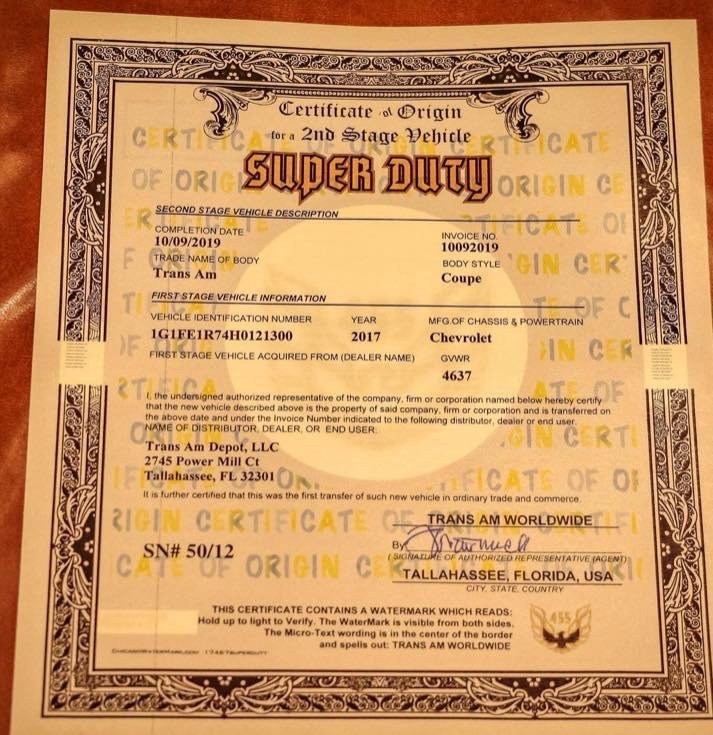 Certificate of Origin
for a 2nd Stage Vehicle
SUPER DUTY
SECOND STAGE VEHICLE DESCRIPTION
COMPLETION DATE
10/09/2019
INVOICE NO.
10092019
TRADE NAME OF BODY
Trans Am
BODY STYLE
Coupe
FIRST STAGE VEHICLE INFORMATION
VEHICLE IDENTIFICATION NUMBER YEAR MFG.OF CHASSIS & POWERTRAIN
1G1FE1R74H0121300 2017 Chevrolet
FIRST STAGE VEHICLE ACQUIRED FROM (DEALER NAME) GVWR
4637
I, the undersigned authorized representative of the company, firm or corporation named below hereby certify
that the new vehicle described above is the property of said company, firm or corporation and is transferred on
the above date and under the Invoice Number indicated to the following distributor, dealer or end user.
NAME OF DISTRIBUTOR, DEALER, OR END USER:
Trans Am Depot, LLC
2745 Power Mill Ct
Tallahassee, FL 32301
It is further certified that this was the first transfer of such new vehicle in ordinary trade and commerce.
TRANS AM WORLDWIDE
SN# 50/12
By:
( SIGNATURE OF AUTHORIZED REPRESENTATIVE (AGENT)
TALLAHASSEE, FLORIDA, USA
CITY, STATE, COUNTRY
THIS CERTIFICATE CONTAINS A WATERMARK WHICH READS:
Hold up to light to Verify. The WaterMark is visible from both sides.
The Micro-Text wording is in the center of the border
and spells out: TRANS AM WORLDWIDE
455